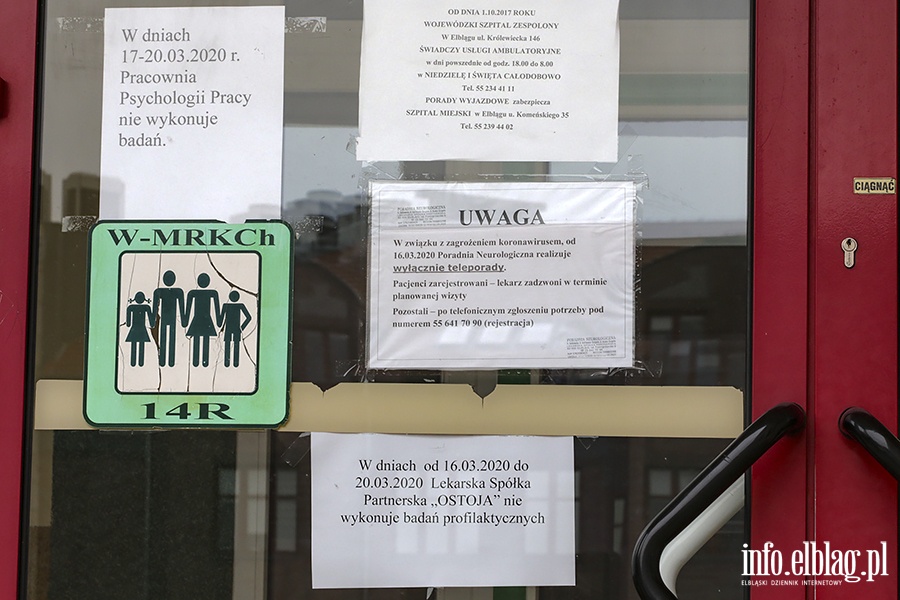 W dniach
17-20.03.2020 r.
Pracownia
Psychologii Pracy
nie wykonuje
badań.
OD DNIA 1.10.2017 ROKU
WOJEWÓDZKI SZPITAL ZESPOLONY
W Elblągu ul. Królewiecka 146
ŚWIADCZY USŁUGI AMBULATORYJNE
w dni powszednie od godz. 18.00 do 8.00
w NIEDZIELĘ I ŚWIĘTA CAŁODOBOWO
Tel. 55 234 41 11
PORADY WYJAZDOWE zabezpiecza
SZPITAL MIEJSKI w Elblągu u. Komeńskiego 35
Tel. 55 239 44 02
CIĄGNĄĆ
PORADNIA NEUROLOGICZNA
UWAGA
W związku z zagrożeniem koronawirusem, od
16.03.2020 Poradnia Neurologiczna realizuje
wyłącznie teleporady.
Pacjenci zarejestrowani – lekarz zadzwoni w terminie
planowanej wizyty
Pozostali – po telefonicznym zgłoszeniu potrzeby pod
numerem 55 641 70 90 (rejestracja)
PORADNIA NEUROLOGICZNA
W-MRKCh
14R
W dniach od 16.03.2020 do
20.03.2020 Lekarska Spółka
Partnerska „OSTOJA” nie
wykonuje badań profilaktycznych
info.elblag.pl
ELBLĄSKI DZIENNIK INTERNETOWY